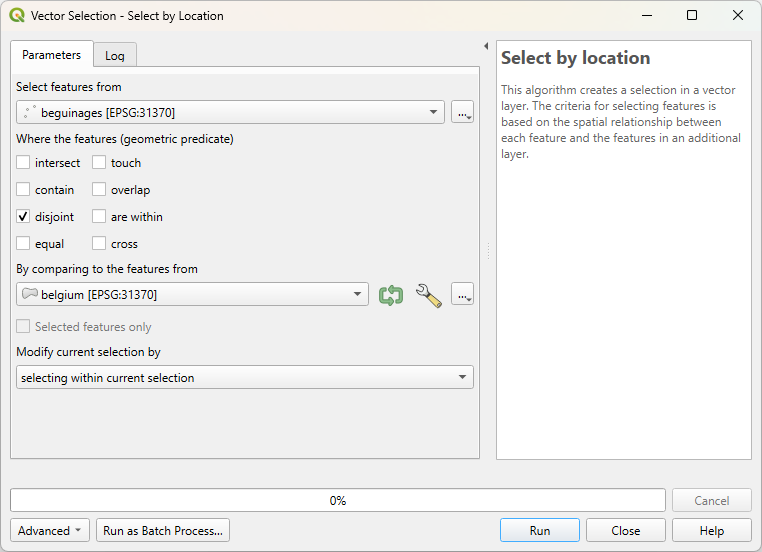 Vector Selection - Select by Location
Parameters
Log
Select features from
beguinages [EPSG:31370]
...
Where the features (geometric predicate)
intersect touch
contain overlap
disjoint are within
equal cross
By comparing to the features from
belgium [EPSG:31370]
...
Selected features only
Modify current selection by
selecting within current selection
Select by location
This algorithm creates a selection in a vector
layer. The criteria for selecting features is
based on the spatial relationship between
each feature and the features in an additional
layer.
0%
Cancel
Advanced Run as Batch Process... Run Close Help